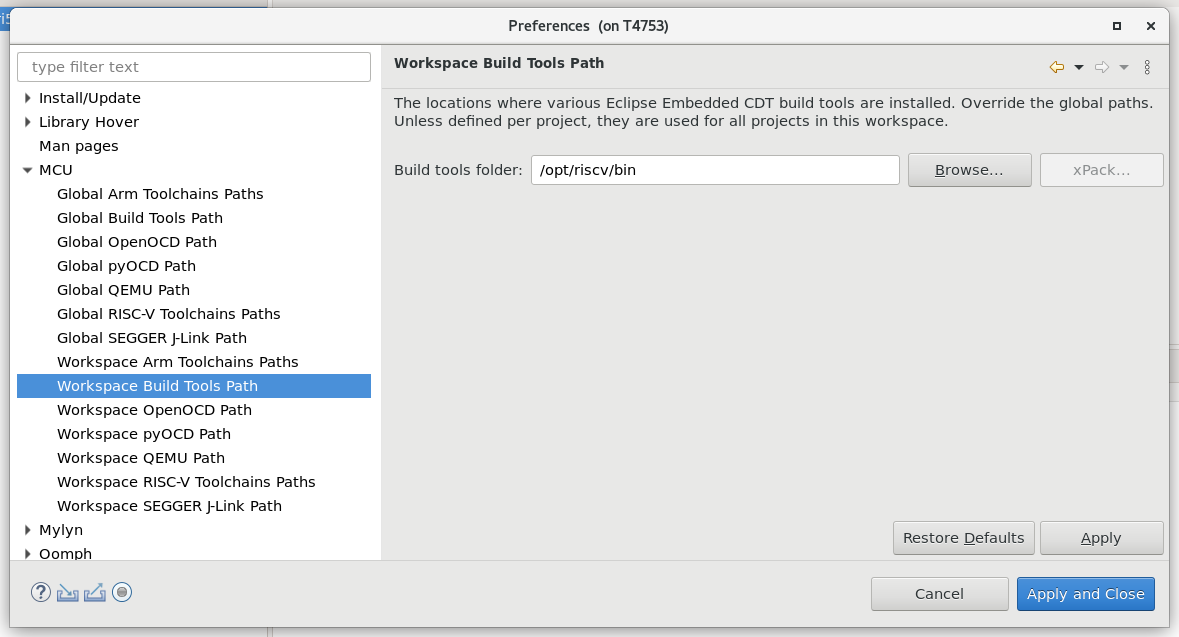 Preferences (on T4753)
type filter text
Install/Update
Library Hover
Man pages
MCU
Global Arm Toolchains Paths
Global Build Tools Path
Global OpenOCD Path
Global pyOCD Path
Global QEMU Path
Global RISC-V Toolchains Paths
Global SEGGER J-Link Path
Workspace Arm Toolchains Paths
Workspace Build Tools Path
Workspace OpenOCD Path
Workspace pyOCD Path
Workspace QEMU Path
Workspace RISC-V Toolchains Paths
Workspace SEGGER J-Link Path
Mylyn
Oomph
Workspace Build Tools Path
The locations where various Eclipse Embedded CDT build tools are installed. Override the global paths.
Unless defined per project, they are used for all projects in this workspace.
Build tools folder: /opt/riscv/bin Browse... xPack...
Restore Defaults Apply
Cancel Apply and Close